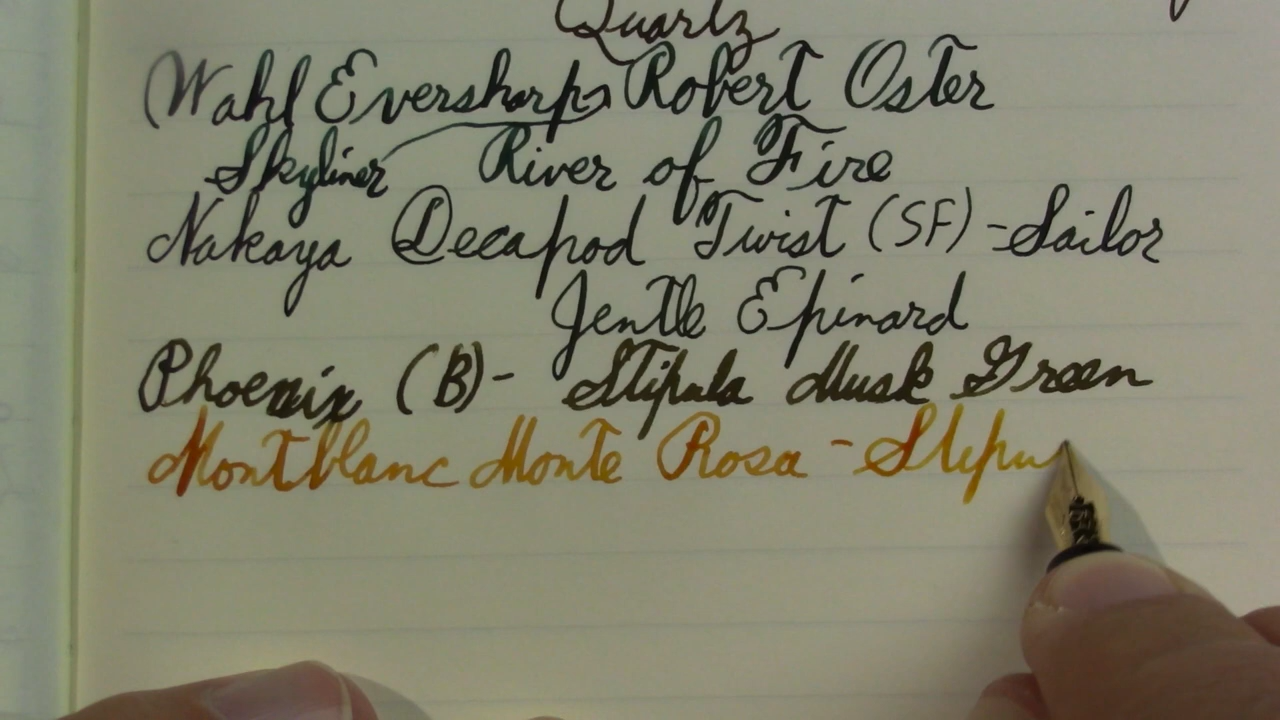 Quartz
Wahl Eversharp Robert Oster
Skyliner River of Fire
Nakaya Decapod Twist (SF) - Sailor
Jentle Epinard
Phoenix (B) - Stipula Musk Green
Montblanc Monte Rosa - Stipu